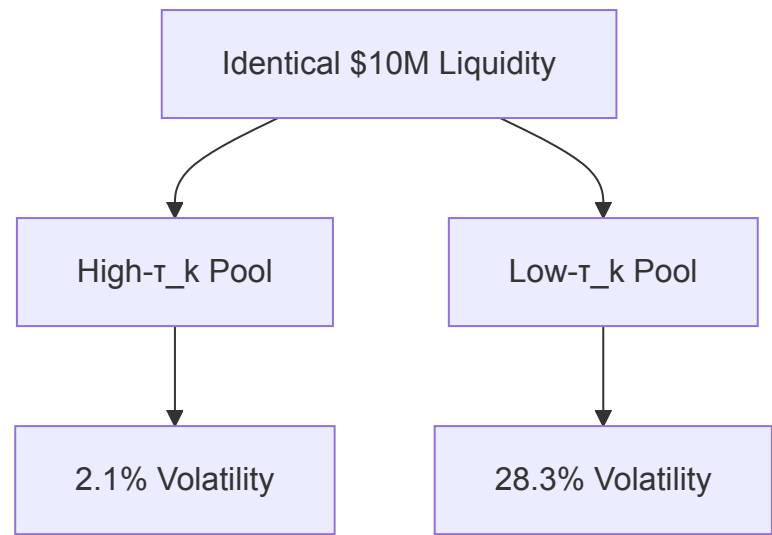 Identical $10M Liquidity
High-τ_k Pool
Low-τ_k Pool
2.1% Volatility
28.3% Volatility